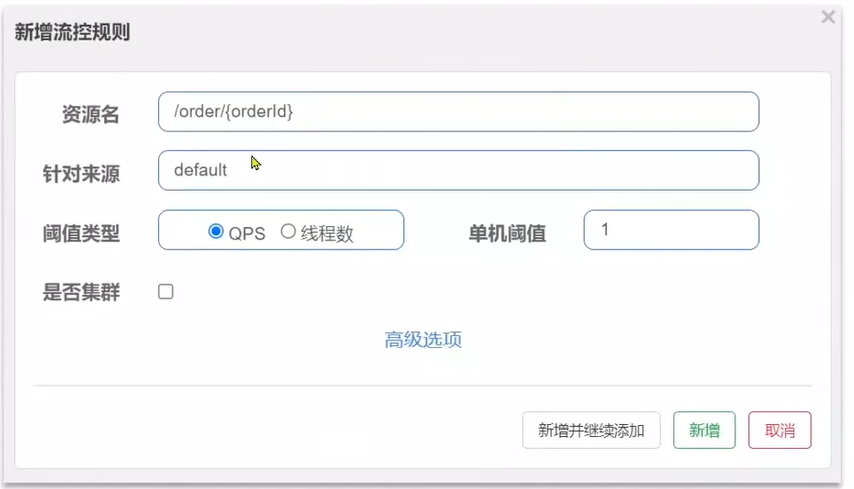 新增流控规则
资源名 /order/{orderId}
针对来源 default
阈值类型 QPS 线程数 单机阈值 1
是否集群
高级选项
新增并继续添加 新增 取消